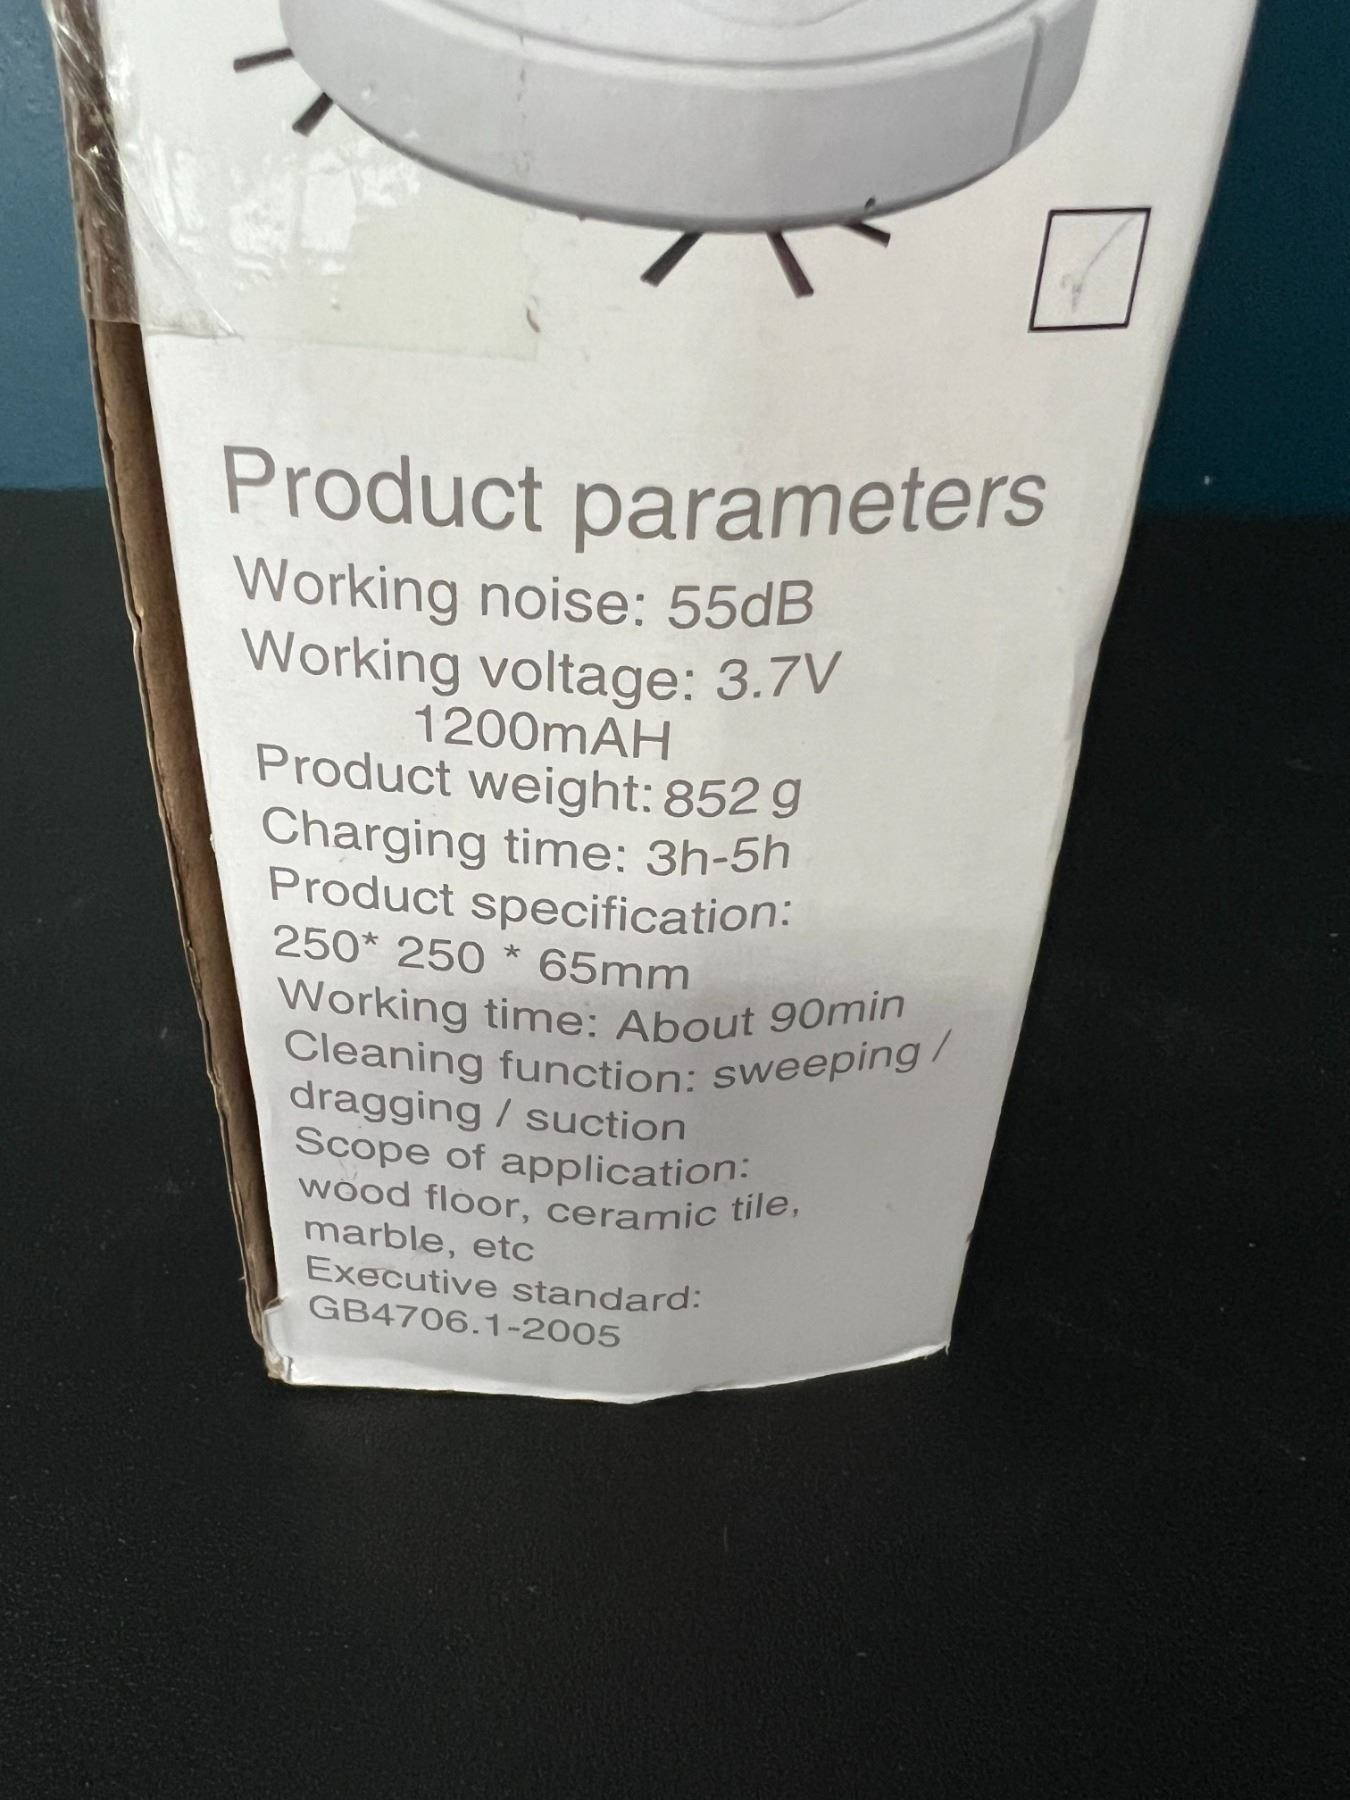 Product parameters
Working noise: 55dB
Working voltage: 3.7V
1200mAH
Product weight: 852 g
Charging time: 3h-5h
Product specification:
250* 250 * 65mm
Working time: About 90min
Cleaning function: sweeping /
dragging / suction
Scope of application:
wood floor, ceramic tile,
marble, etc
Executive standard:
GB4706.1-2005